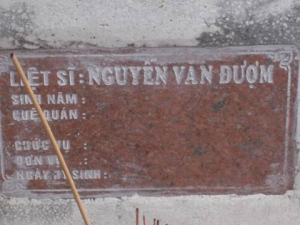 LIỆT SĨ: NGUYỄN VĂN ĐƯỢM
SINH NĂM :
QUÊ QUÁN :
CHỨC VỤ :
ĐƠN VỊ :
NGÀY HY SINH :